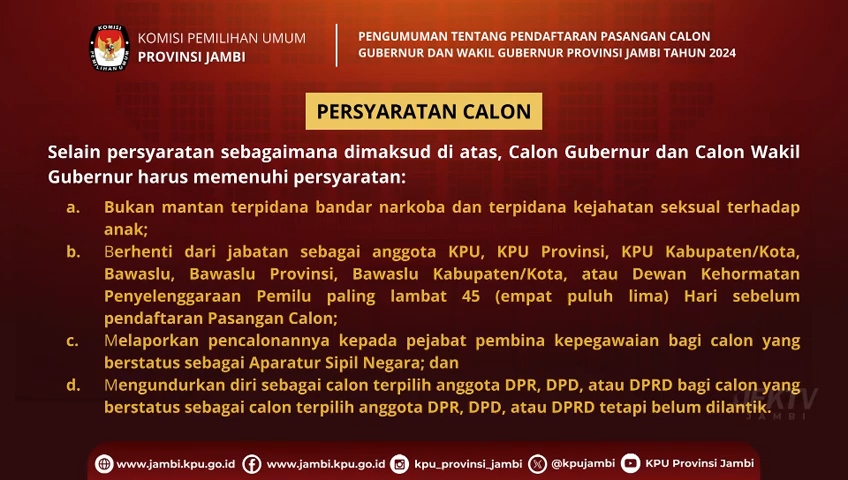 KOMISI
PEMILIHAN UMUM
KOMISI PEMILIHAN UMUM
PROVINSI JAMBI
PENGUMUMAN TENTANG PENDAFTARAN PASANGAN CALON
GUBERNUR DAN WAKIL GUBERNUR PROVINSI JAMBI TAHUN 2024
PERSYARATAN CALON
Selain persyaratan sebagaimana dimaksud di atas, Calon Gubernur dan Calon Wakil
Gubernur harus memenuhi persyaratan:
a. Bukan mantan terpidana bandar narkoba dan terpidana kejahatan seksual terhadap
anak;
b. Berhenti dari jabatan sebagai anggota KPU, KPU Provinsi, KPU Kabupaten/Kota,
Bawaslu, Bawaslu Provinsi, Bawaslu Kabupaten/Kota, atau Dewan Kehormatan
Penyelenggaraan Pemilu paling lambat 45 (empat puluh lima) Hari sebelum
pendaftaran Pasangan Calon;
c. Melaporkan pencalonannya kepada pejabat pembina kepegawaian bagi calon yang
berstatus sebagai Aparatur Sipil Negara; dan
d. Mengundurkan diri sebagai calon terpilih anggota DPR, DPD, atau DPRD bagi calon yang
berstatus sebagai calon terpilih anggota DPR, DPD, atau DPRD tetapi belum dilantik.
JEKTV
JAMBI
www.jambi.kpu.go.id www.jambi.kpu.go.id kpu_provinsi_jambi @kpujambi KPU Provinsi Jambi